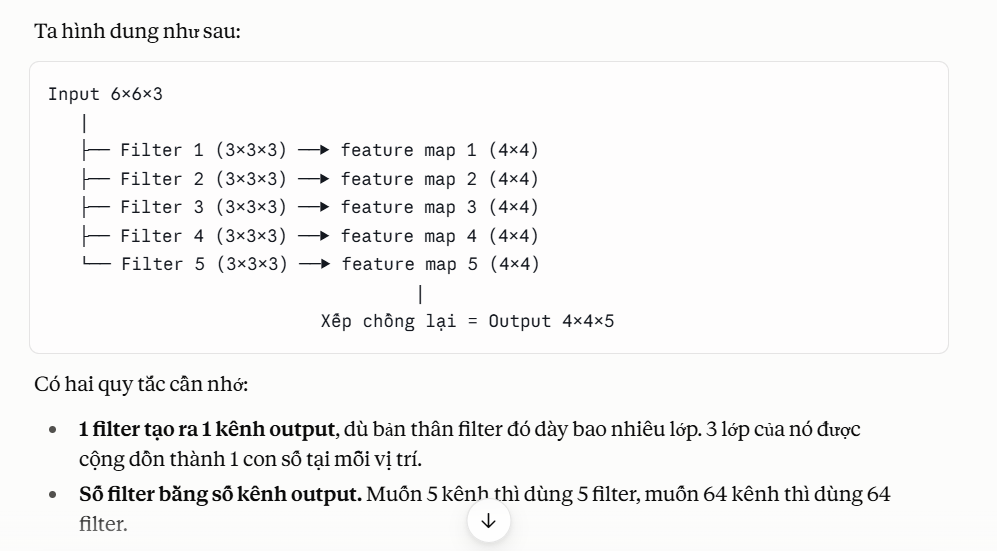 Ta hình dung như sau:
Input 6×6×3
│
├── Filter 1 (3×3×3) ──► feature map 1 (4×4)
├── Filter 2 (3×3×3) ──► feature map 2 (4×4)
├── Filter 3 (3×3×3) ──► feature map 3 (4×4)
├── Filter 4 (3×3×3) ──► feature map 4 (4×4)
└── Filter 5 (3×3×3) ──► feature map 5 (4×4)
│
Xếp chồng lại = Output 4×4×5
Có hai quy tắc cần nhớ:
• 1 filter tạo ra 1 kênh output, dù bản thân filter đó dày bao nhiêu lớp. 3 lớp của nó được
cộng dồn thành 1 con số tại mỗi vị trí.
• Số filter bằng số kênh output. Muốn 5 kênh thì dùng 5 filter, muốn 64 kênh thì dùng 64
filter.